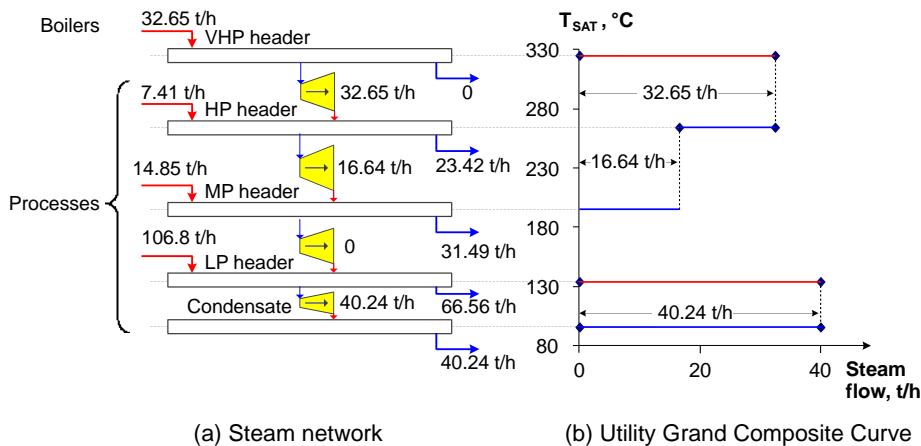 32.65 t/h
Boilers
VHP header
32.65 t/h
0
7.41 t/h
HP header
16.64 t/h
23.42 t/h
14.85 t/h
MP header
Processes
0
31.49 t/h
106.8 t/h
LP header
Condensate
40.24 t/h
66.56 t/h
40.24 t/h
(a) Steam network
T_SAT , °C
330
280
230
180
130
80
32.65 t/h
16.64 t/h
40.24 t/h
0
20
40
Steam
flow, t/h
(b) Utility Grand Composite Curve